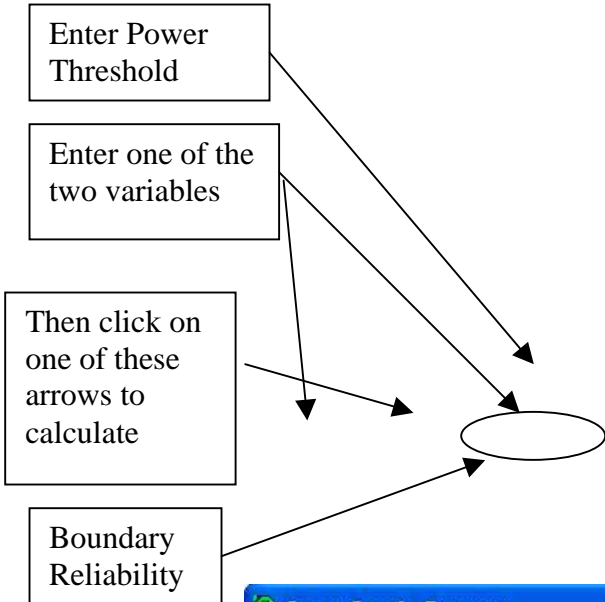 Enter Power
Threshold
Enter one of the
two variables
Then click on
one of these
arrows to
calculate
Boundary
Reliability